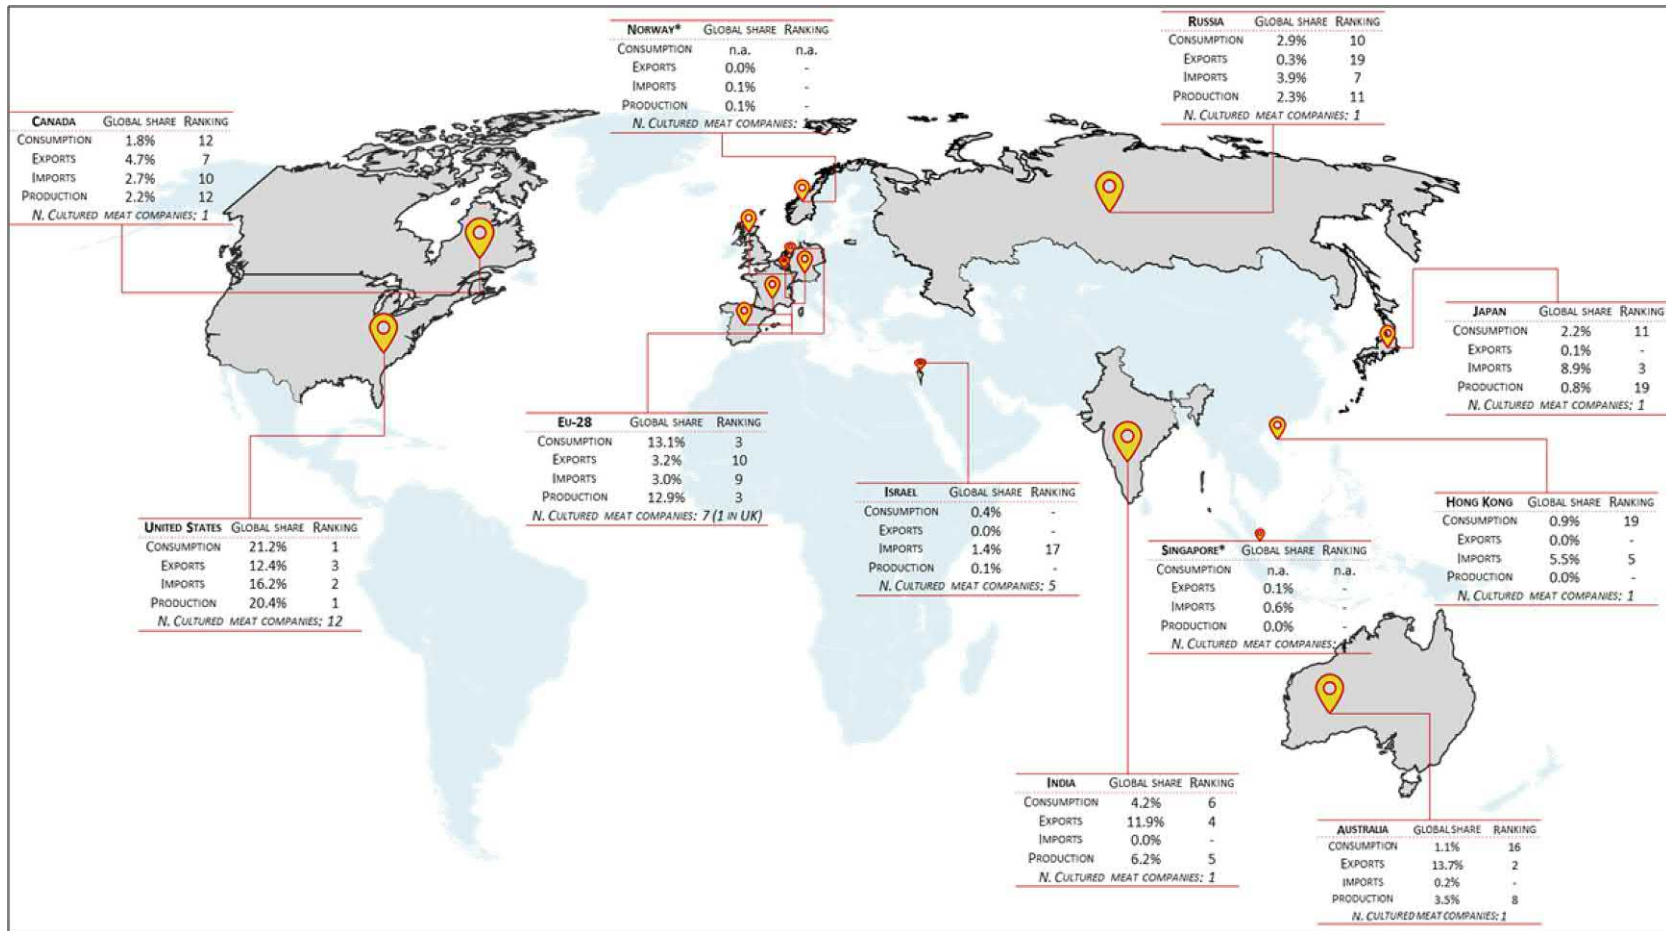 NORWAY* GLOBAL SHARE RANKING
CONSUMPTION n.a. n.a.
EXPORTS 0.0% -
IMPORTS 0.1% -
PRODUCTION 0.1% -
N. CULTURED MEAT COMPANIES: 1
RUSSIA GLOBAL SHARE RANKING
CONSUMPTION 2.9% 10
EXPORTS 0.3% 19
IMPORTS 3.9% 7
PRODUCTION 2.3% 11
N. CULTURED MEAT COMPANIES: 1
CANADA GLOBAL SHARE RANKING
CONSUMPTION 1.8% 12
EXPORTS 4.7% 7
IMPORTS 2.7% 10
PRODUCTION 2.2% 12
N. CULTURED MEAT COMPANIES: 1
JAPAN GLOBAL SHARE RANKING
CONSUMPTION 2.2% 11
EXPORTS 0.1% -
IMPORTS 8.9% 3
PRODUCTION 0.8% 19
N. CULTURED MEAT COMPANIES: 1
EU-28 GLOBAL SHARE RANKING
CONSUMPTION 13.1% 3
EXPORTS 3.2% 10
IMPORTS 3.0% 9
PRODUCTION 12.9% 3
N. CULTURED MEAT COMPANIES: 7 (1 IN UK)
ISRAEL GLOBAL SHARE RANKING
CONSUMPTION 0.4% -
EXPORTS 0.0% -
IMPORTS 1.4% 17
PRODUCTION 0.1% -
N. CULTURED MEAT COMPANIES: 5
HONG KONG GLOBAL SHARE RANKING
CONSUMPTION 0.9% 19
EXPORTS 0.0% -
IMPORTS 5.5% 5
PRODUCTION 0.0% -
N. CULTURED MEAT COMPANIES: 1
UNITED STATES GLOBAL SHARE RANKING
CONSUMPTION 21.2% 1
EXPORTS 12.4% 3
IMPORTS 16.2% 2
PRODUCTION 20.4% 1
N. CULTURED MEAT COMPANIES: 12
SINGAPORE* GLOBAL SHARE RANKING
CONSUMPTION n.a. n.a.
EXPORTS 0.1% -
IMPORTS 0.6% -
PRODUCTION 0.0% -
N. CULTURED MEAT COMPANIES:
INDIA GLOBAL SHARE RANKING
CONSUMPTION 4.2% 6
EXPORTS 11.9% 4
IMPORTS 0.0% -
PRODUCTION 6.2% 5
N. CULTURED MEAT COMPANIES: 1
AUSTRALIA GLOBAL SHARE RANKING
CONSUMPTION 1.1% 16
EXPORTS 13.7% 2
IMPORTS 0.2% -
PRODUCTION 3.5% 8
N. CULTURED MEAT COMPANIES: 1